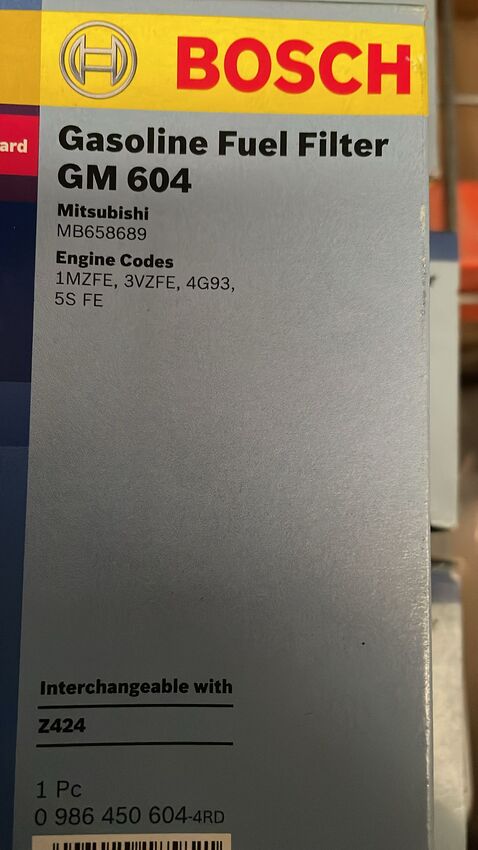 BOSCH
ard
Gasoline Fuel Filter
GM 604
Mitsubishi
MB658689
Engine Codes
1MZFE, 3VZFE, 4G93,
5S FE
Interchangeable with
Z424
1 Pc
0 986 450 604-4RD